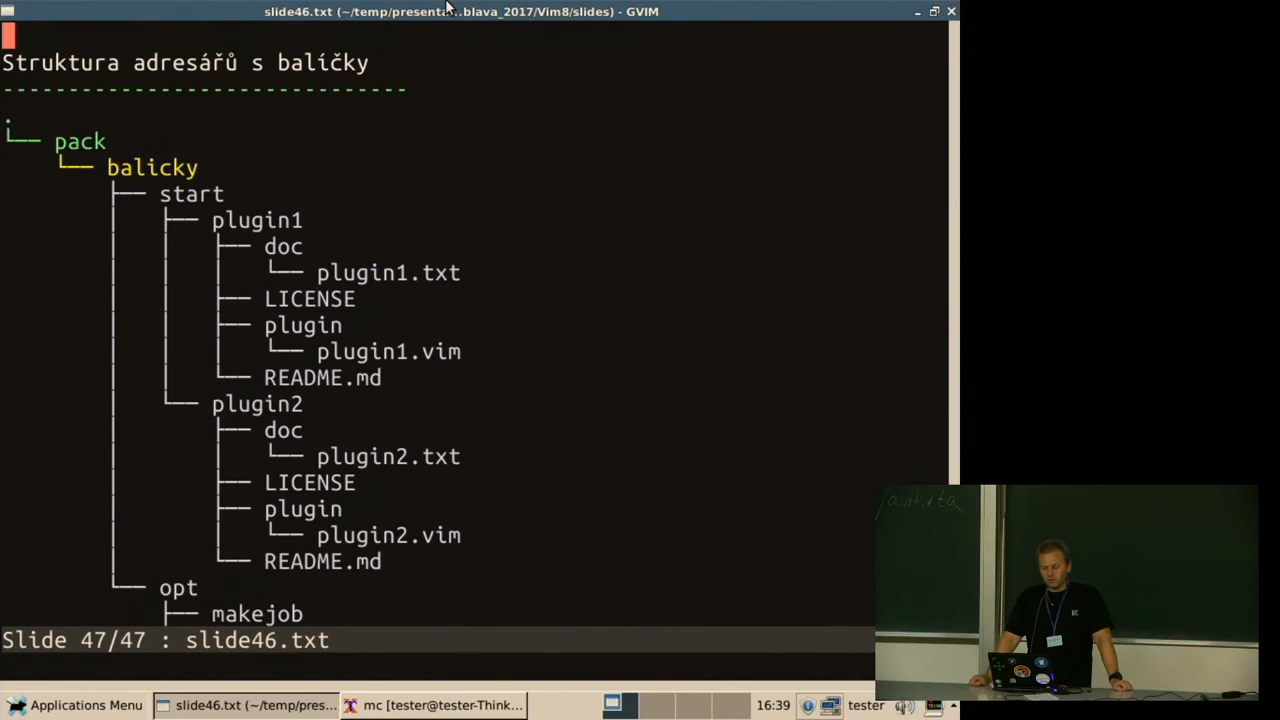 slide46.txt (~/temp/presenta...blava_2017/Vim8/slides) - GVIM
Struktura adresářů s balíčky
------------------------------
.
└── pack
└── balicky
├── start
│ ├── plugin1
│ │ ├── doc
│ │ │ └── plugin1.txt
│ │ ├── LICENSE
│ │ ├── plugin
│ │ │ └── plugin1.vim
│ │ └── README.md
│ └── plugin2
│ ├── doc
│ │ └── plugin2.txt
│ ├── LICENSE
│ ├── plugin
│ │ └── plugin2.vim
│ └── README.md
└── opt
├── makejob
Slide 47/47 : slide46.txt
Applications Menu
slide46.txt (~/temp/pres...
mc [tester@tester-Think...
16:39
tester